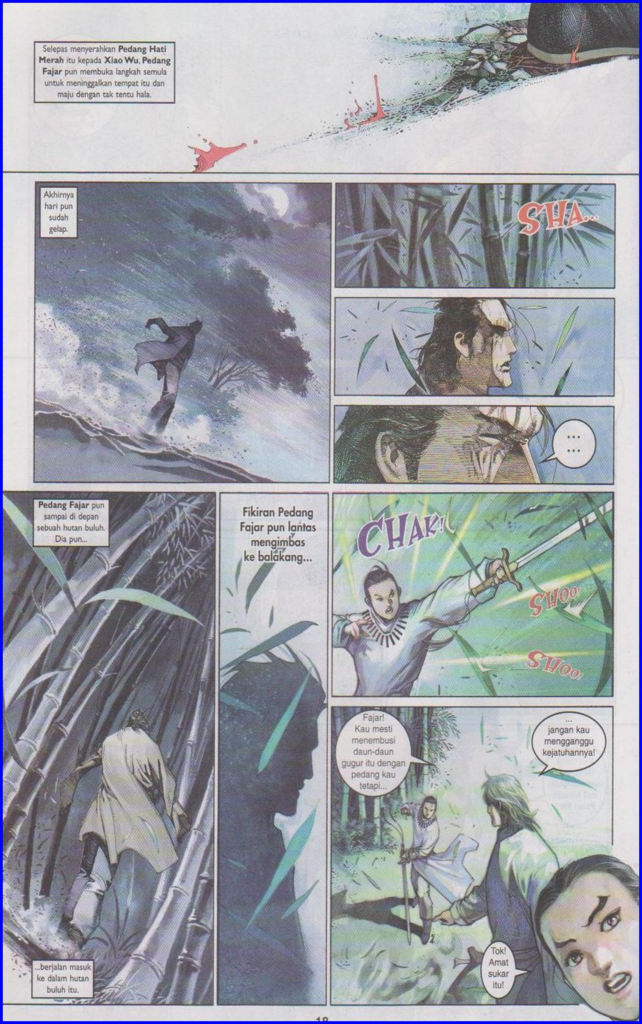 Selepas menyerahkan Pedang Hati
Merah itu kepada Xiao Wu, Pedang
Fajar pun membuka langkah semula
untuk meninggalkan tempat itu dan
maju dengan tak tentu hala.
Akhirnya
hari pun
sudah
gelap.
SHA...
...
...
Pedang Fajar pun
sampai di depan
sebuah hutan buluh.
Dia pun...
...berjalan masuk
ke dalam hutan
buluh itu.
Fikiran Pedang
Fajar pun lantas
mengimbas
ke balakang...
CHAK!
SHOO!
SHOO!
Fajar!
Kau mesti
menembusi
daun-daun
gugur itu dengan
pedang kau
tetapi...
...
jangan kau
mengganggu
kejatuhannya!
Tok!
Amat
sukar
itu!
18